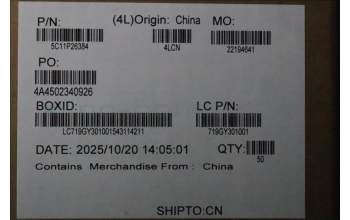 P/N: (4L)Origin: China MO:
5C11P26384 4LCN 22194641
PO:
4A4502340926
BOXID: LC P/N:
LC719GY301001543114211 719GY301001
DATE: 2025/10/20 14:05:01 QTY:
50
Contains Merchandise From : China
SHIPTO:CN